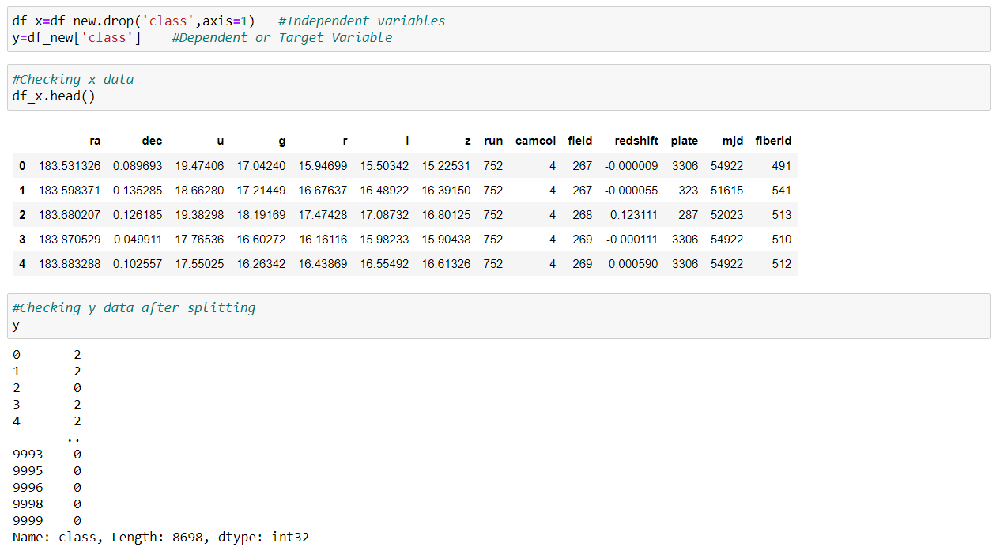 df_x=df_new.drop('class',axis=1)   #Independent variables
y=df_new['class']    #Dependent or Target Variable
#Checking x data
df_x.head()
ra dec u g r i z run camcol field redshift plate mjd fiberid
0 183.531326 0.089693 19.47406 17.04240 15.94699 15.50342 15.22531 752 4 267 -0.000009 3306 54922 491
1 183.598371 0.135285 18.66280 17.21449 16.67637 16.48922 16.39150 752 4 267 -0.000055 323 51615 541
2 183.680207 0.126185 19.38298 18.19169 17.47428 17.08732 16.80125 752 4 268 0.123111 287 52023 513
3 183.870529 0.049911 17.76536 16.60272 16.16116 15.98233 15.90438 752 4 269 -0.000111 3306 54922 510
4 183.883288 0.102557 17.55025 16.26342 16.43869 16.55492 16.61326 752 4 269 0.000590 3306 54922 512
#Checking y data after splitting
y
0       2
1       2
2       0
3       2
4       2
..
9993    0
9995    0
9996    0
9998    0
9999    0
Name: class, Length: 8698, dtype: int32